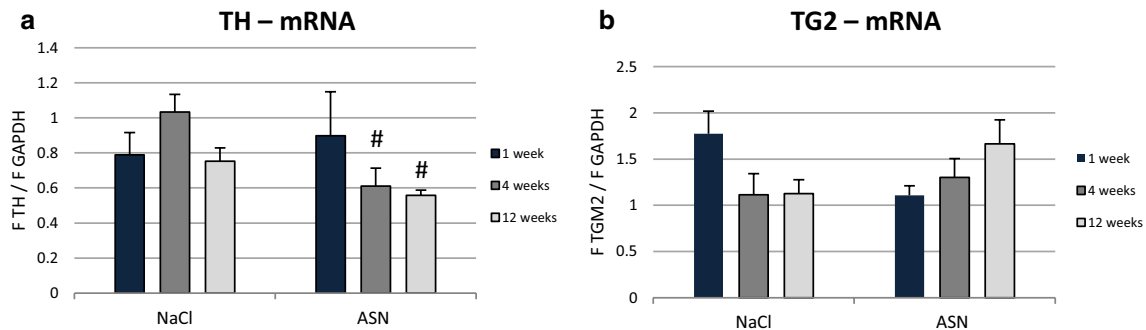 a
TH – mRNA
F TH / F GAPDH
1.4
1.2
1
0.8
0.6
0.4
0.2
0
#
#
NaCl
ASN
1 week
4 weeks
12 weeks
b
TG2 – mRNA
F TGM2 / F GAPDH
2.5
2
1.5
1
0.5
0
NaCl
ASN
1 week
4 weeks
12 weeks